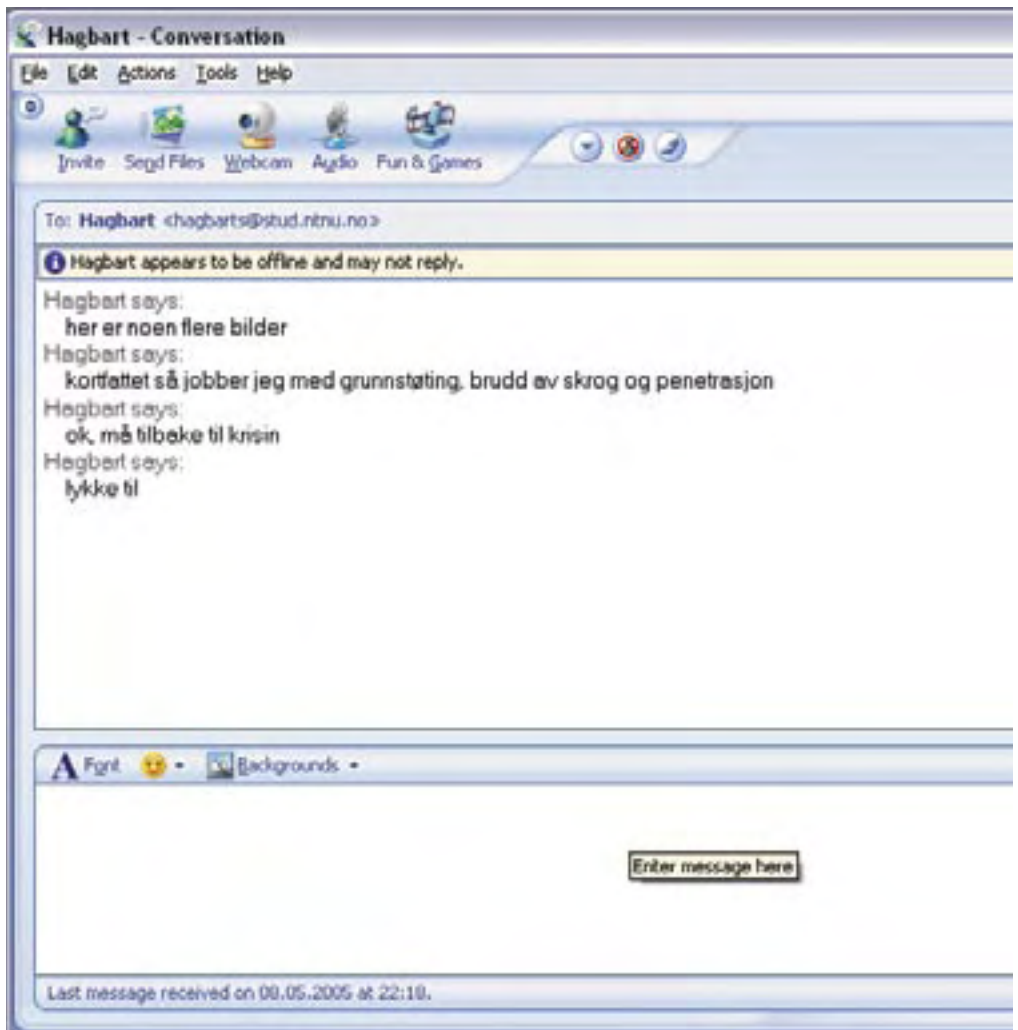 Hagbart - Conversation
File Edit Actions Tools Help
Invite Send Files Webcam Audio Fun & Games
To: Hagbart <hagbarts@stud.ntnu.no>
Hagbart appears to be offline and may not reply.
Hagbart says:
her er noen flere bilder
Hagbart says:
kortfattet så jobber jeg med grunnstøting, brudd av skrog og penetrasjon
Hagbart says:
ok, må tilbake til krisin
Hagbart says:
lykke til
A Font Backgrounds
Enter message here
Last message received on 08.05.2005 at 22:18.